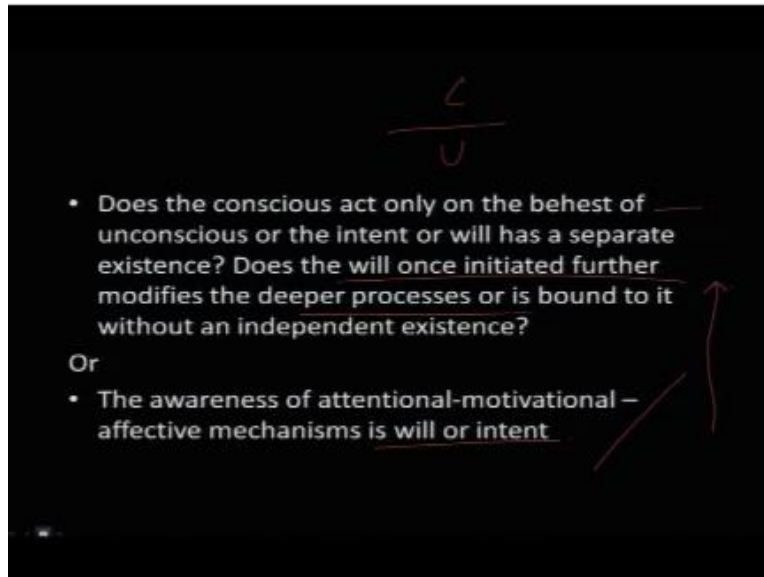 C
U
• Does the conscious act only on the behest of
unconscious or the intent or will has a separate
existence? Does the will once initiated further
modifies the deeper processes or is bound to it
without an independent existence?
Or
• The awareness of attentional-motivational –
affective mechanisms is will or intent